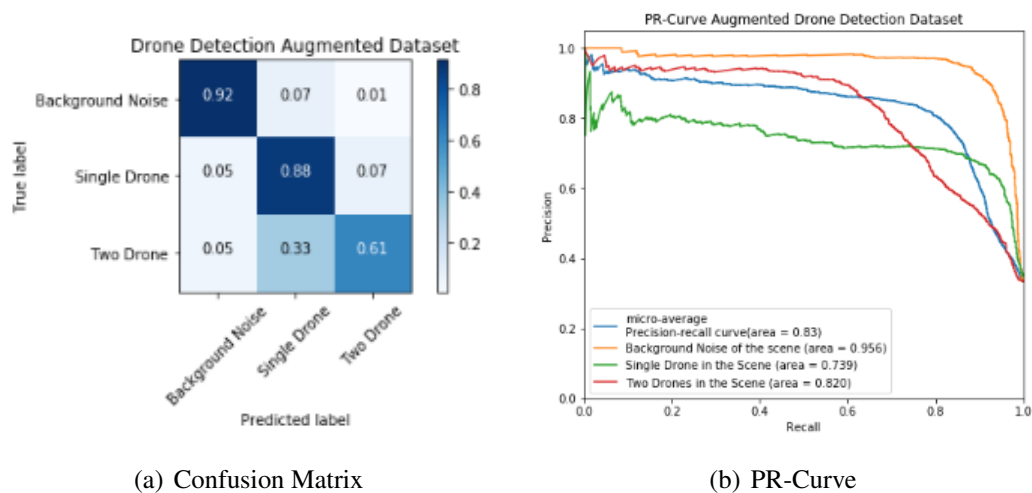 Drone Detection Augmented Dataset
True label
Background Noise
Single Drone
Two Drone
0.92 0.07 0.01
0.05 0.88 0.07
0.05 0.33 0.61
0.8
0.6
0.4
0.2
Background Noise
Single Drone
Two Drone
Predicted label
(a) Confusion Matrix
PR-Curve Augmented Drone Detection Dataset
Precision
1.0
0.8
0.6
0.4
0.2
0.0
micro-average
Precision-recall curve(area = 0.83)
Background Noise of the scene (area = 0.956)
Single Drone in the Scene (area = 0.739)
Two Drones in the Scene (area = 0.820)
0.0 0.2 0.4 0.6 0.8 1.0
Recall
(b) PR-Curve